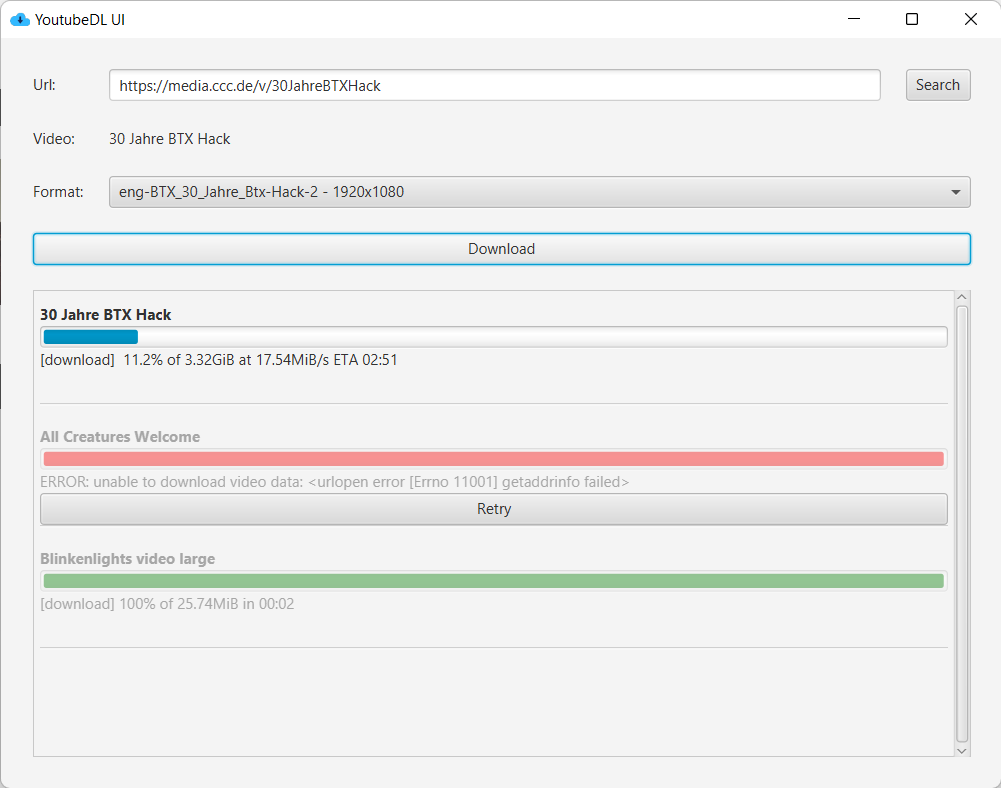 YoutubeDL UI
Url:
https://media.ccc.de/v/30JahreBTXHack
Search
Video:
30 Jahre BTX Hack
Format:
eng-BTX_30_Jahre_Btx-Hack-2 - 1920x1080
Download
30 Jahre BTX Hack
[download]  11.2% of 3.32GiB at 17.54MiB/s ETA 02:51
All Creatures Welcome
ERROR: unable to download video data: <urlopen error [Errno 11001] getaddrinfo failed>
Retry
Blinkenlights video large
[download] 100% of 25.74MiB in 00:02